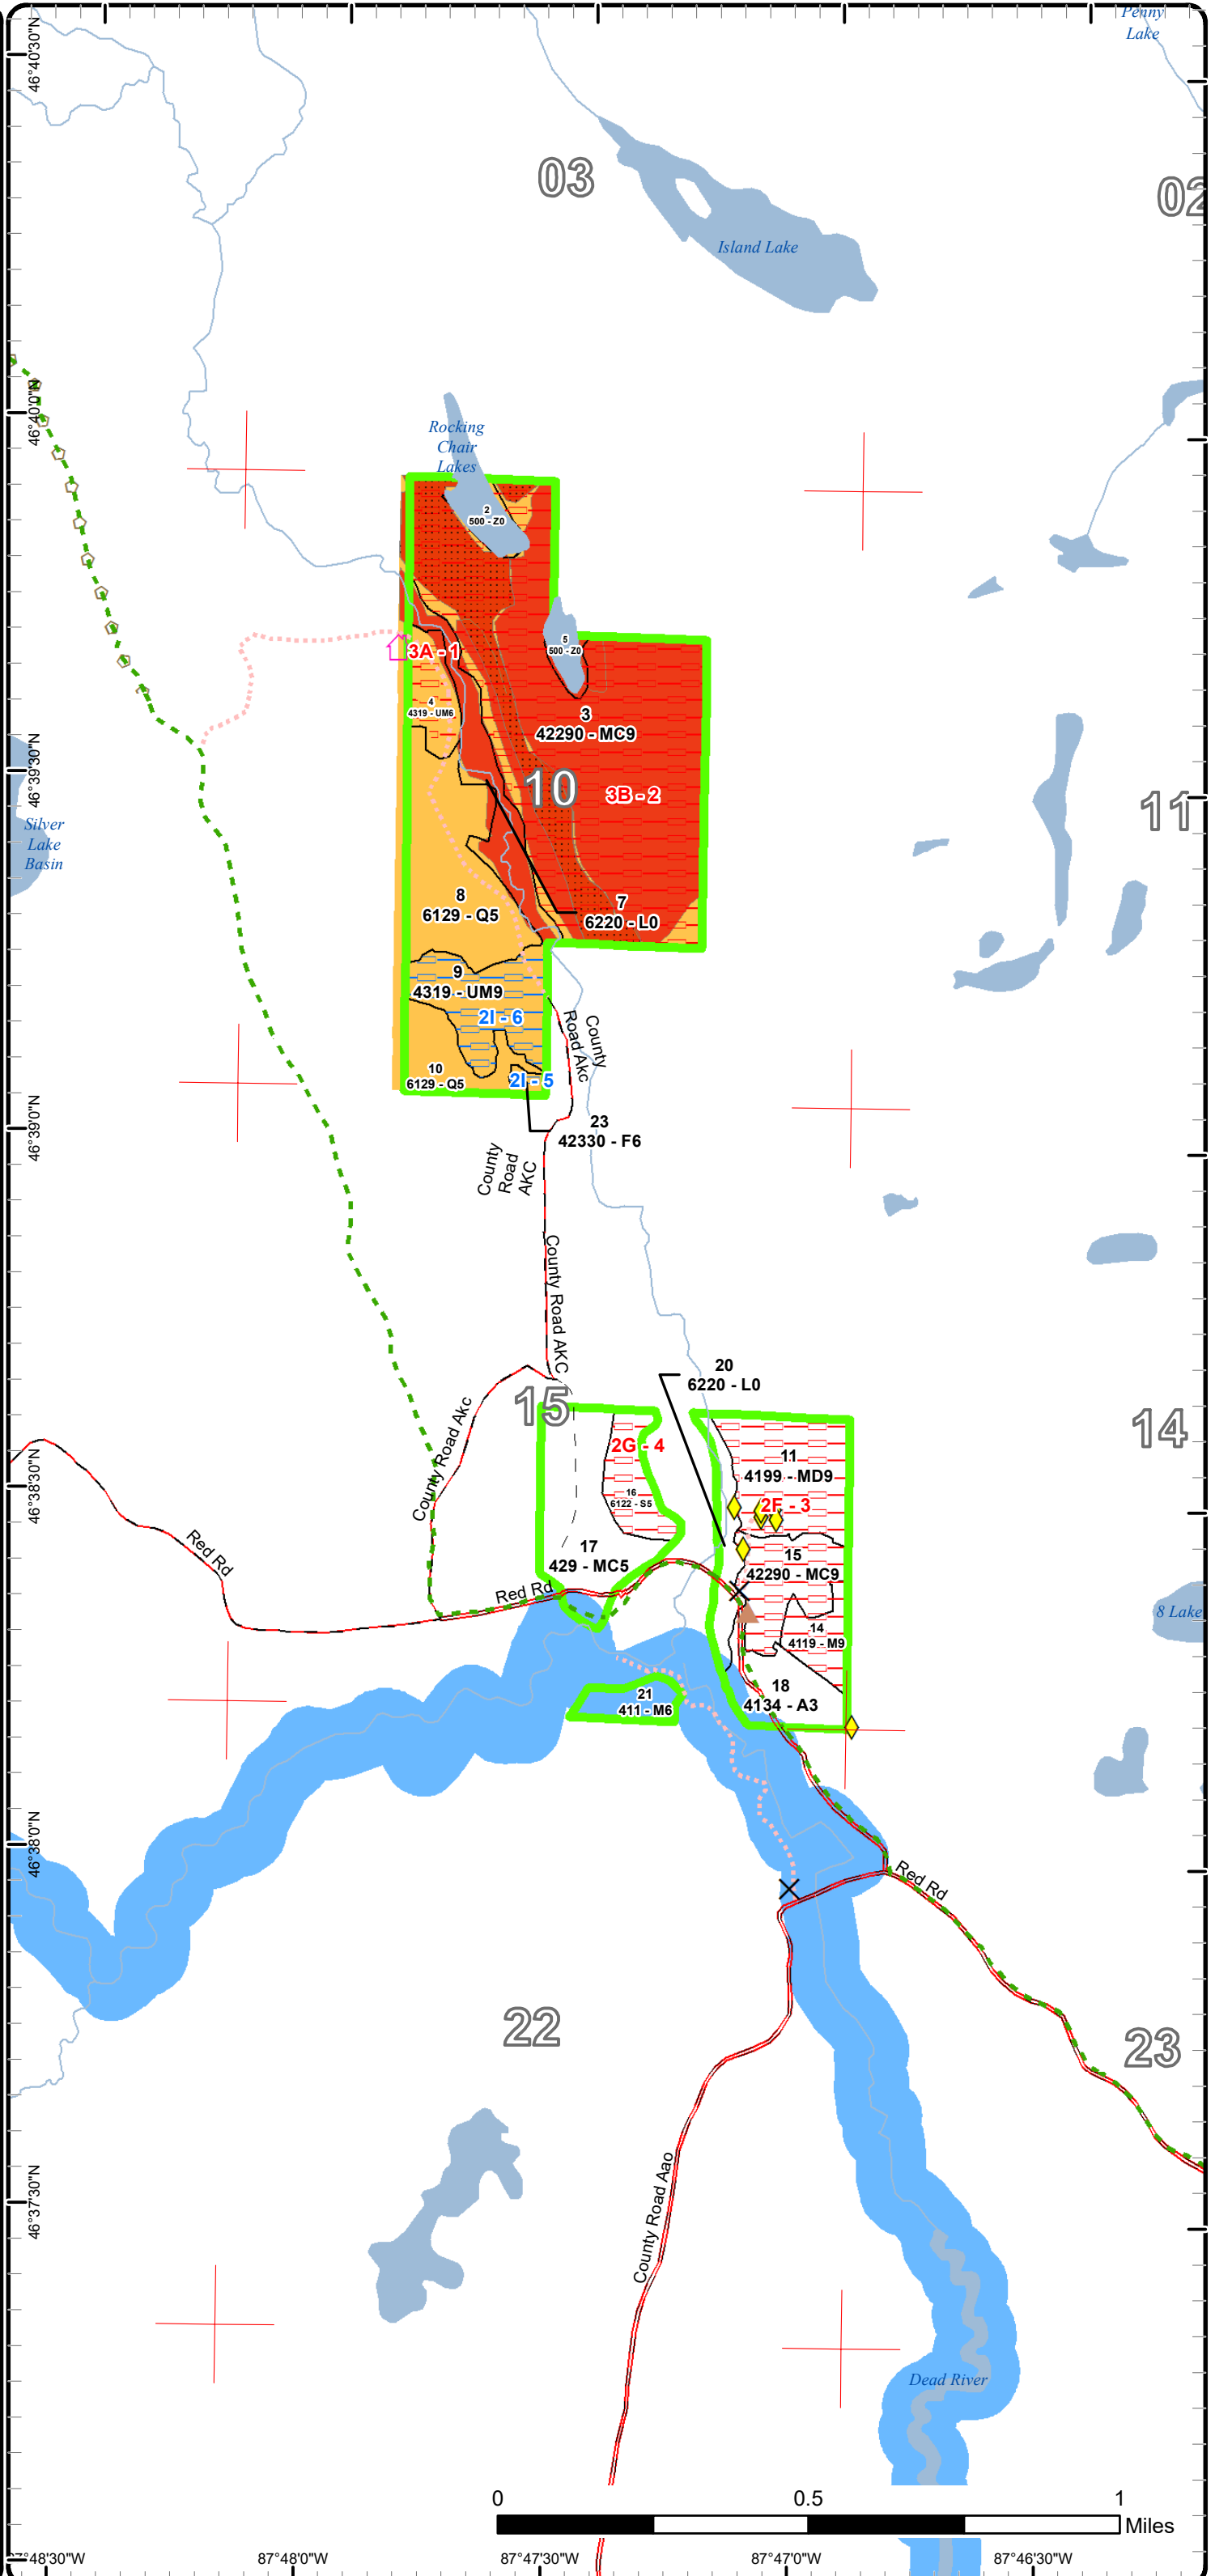 Penny
Lake
46°40'30"N
03
02
Island Lake
46°40'0"N
Rocking
Chair
Lakes
2
500 - Z0
5
500 - Z0
3A - 1
4
4319 - UM6
3
42290 - MC9
10
3B - 2
11
46°39'30"N
Silver
Lake
Basin
8
6129 - Q5
7
6220 - L0
9
4319 - UM9
2I - 6
County
Road Akc
10
6129 - Q5
2I - 5
23
42330 - F6
46°39'0"N
County
Road
AKC
County Road AKC
20
6220 - L0
15
14
County Road Akc
2G - 4
11
4199 - MD9
16
6122 - S5
2F - 3
46°38'30"N
17
429 - MC5
15
42290 - MC9
Red Rd
Red Rd
8 Lake
14
4119 - M9
18
4134 - A3
21
411 - M6
46°38'0"N
Red Rd
22
23
46°37'30"N
County Road Aao
Dead River
0
0.5
1
Miles
87°48'0"W
87°47'30"W
87°47'0"W
87°46'30"W